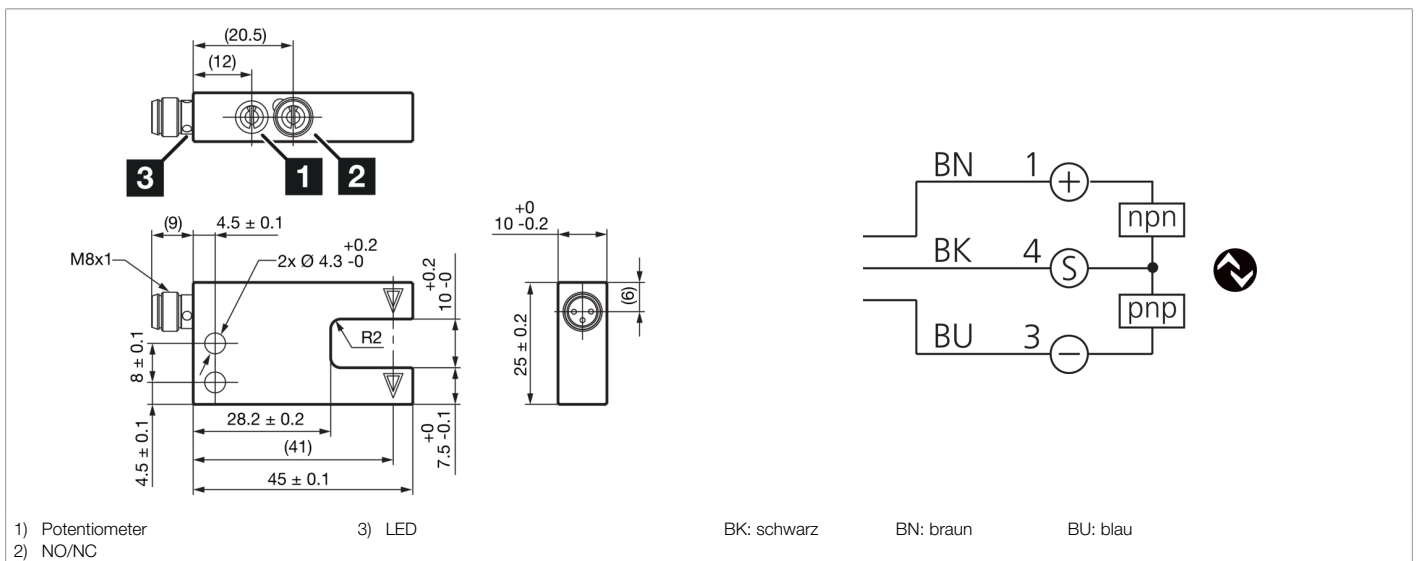 (20.5)
(12)
3
1
2
(9)
4.5 ± 0.1
M8x1
+0.2
2x Ø 4.3 -0
+0.2
10 -0
R2
8 ± 0.1
4.5 ± 0.1
28.2 ± 0.2
(41)
45 ± 0.1
+0
7.5 -0.1
+0
10 -0.2
(6)
25 ± 0.2
BN 1 +
npn
BK 4 S
pnp
BU 3 −
1) Potentiometer 3) LED BK: schwarz BN: braun BU: blau
2) NO/NC